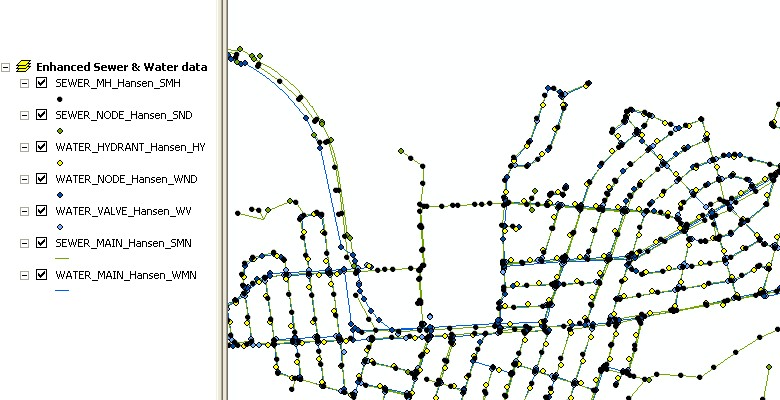 Enhanced Sewer & Water data
SEWER_MH_Hansen_SMH
SEWER_NODE_Hansen_SND
WATER_HYDRANT_Hansen_HY
WATER_NODE_Hansen_WND
WATER_VALVE_Hansen_WV
SEWER_MAIN_Hansen_SMN
WATER_MAIN_Hansen_WMN